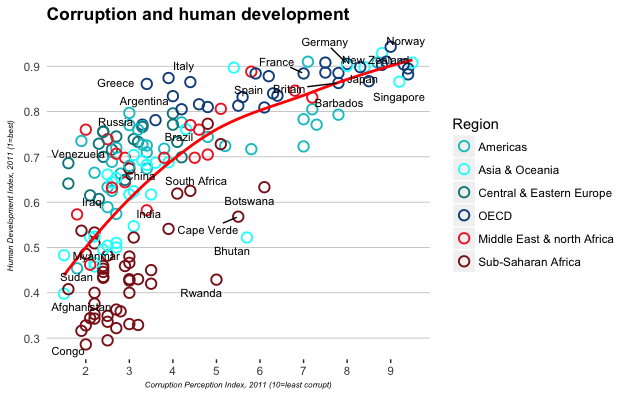 Corruption and human development
Human Development Index, 2011 (1=best)
0.9
0.8
0.7
0.6
0.5
0.4
0.3
Norway
Germany
Italy
France
New Zealand
Greece
Japan
Spain
Britain
Singapore
Argentina
Barbados
Russia
Brazil
Venezuela
China
South Africa
Iraq
Botswana
India
Cape Verde
Bhutan
Myanmar
Sudan
Rwanda
Afghanistan
Congo
2 3 4 5 6 7 8 9
Corruption Perception Index, 2011 (10=least corrupt)
Region
Americas
Asia & Oceania
Central & Eastern Europe
OECD
Middle East & north Africa
Sub-Saharan Africa